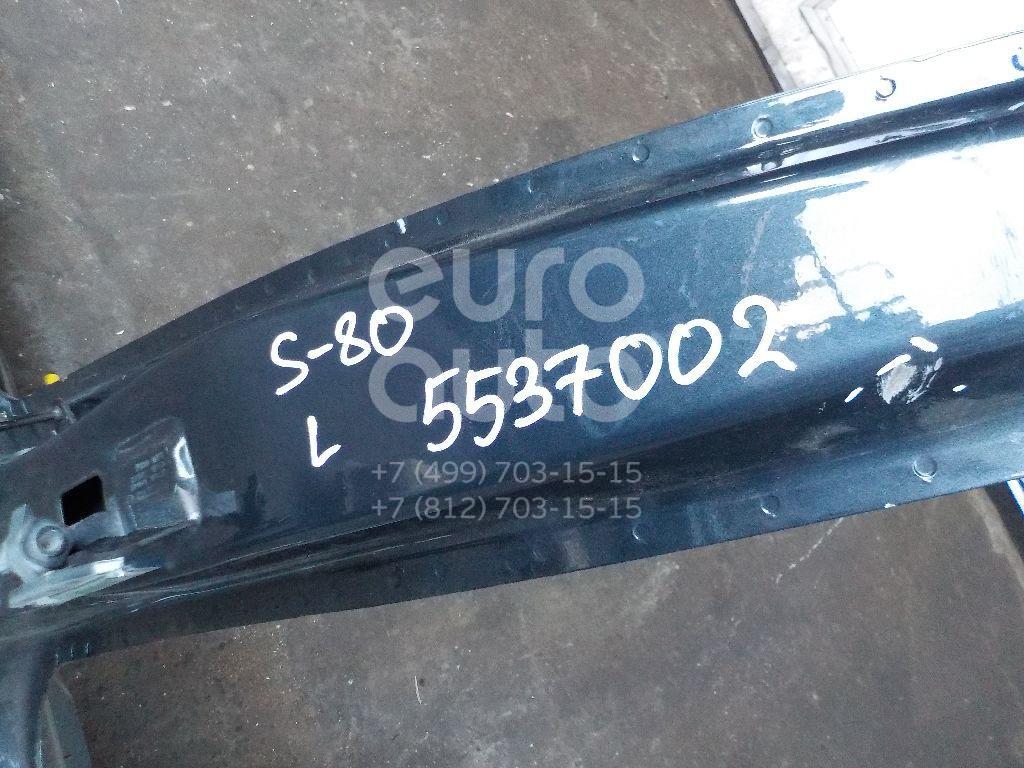 euro
auto
S-80
L 5537002
+7 (499) 703-15-15
+7 (812) 703-15-15